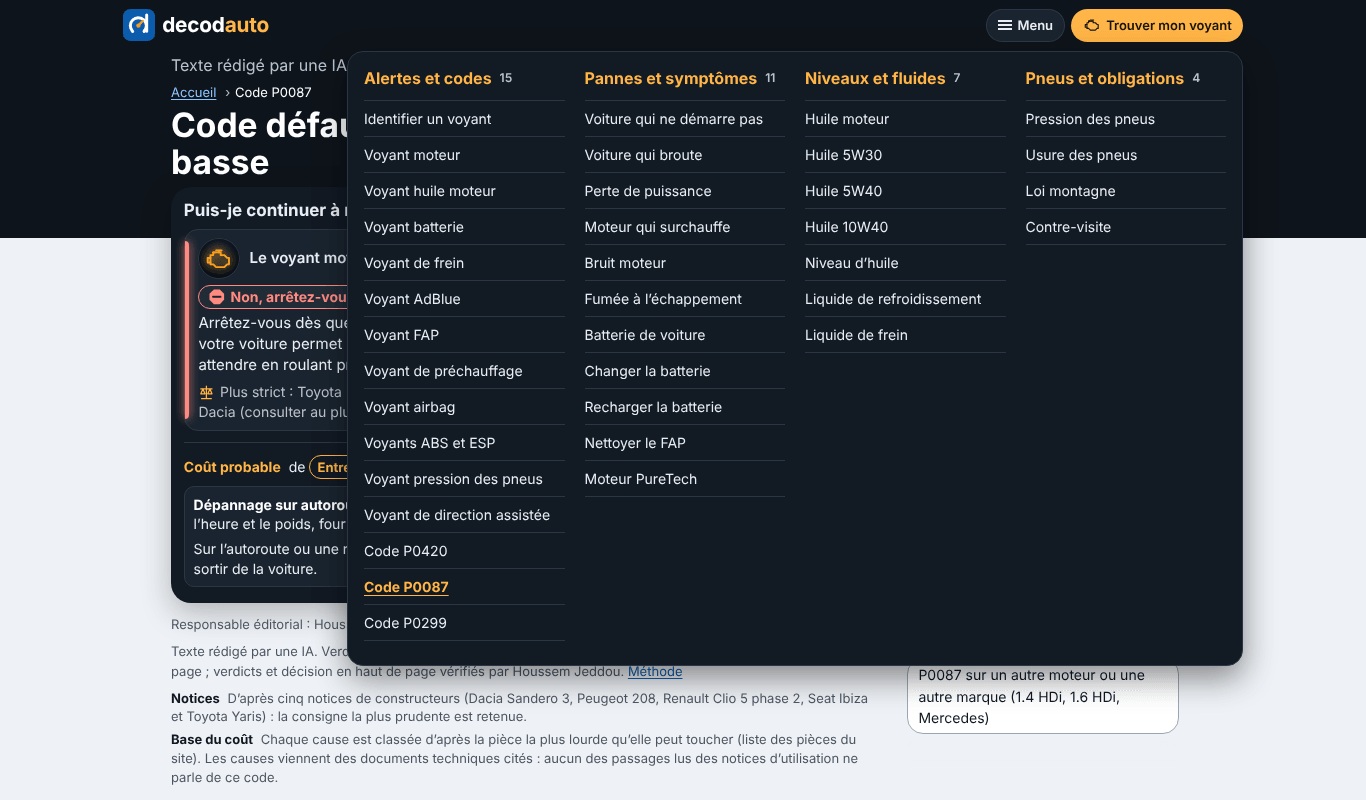 decodauto
Menu
Trouver mon voyant
Texte rédigé par une IA
Accueil › Code P0087
Code défau
basse
Puis-je continuer à
Le voyant mo
Non, arrêtez-vou
Arrêtez-vous dès que
votre voiture permet
attendre en roulant
Plus strict : Toyota
Dacia (consulter au
Coût probable de Entre
Dépannage sur
l'heure et le poids,
Sur l'autoroute ou une
sortir de la voiture.
Alertes et codes 15
Identifier un voyant
Voyant moteur
Voyant huile moteur
Voyant batterie
Voyant de frein
Voyant AdBlue
Voyant FAP
Voyant de préchauffage
Voyant airbag
Voyants ABS et ESP
Voyant pression des pneus
Voyant de direction assistée
Code P0420
Code P0087
Code P0299
Pannes et symptômes 11
Voiture qui ne démarre pas
Voiture qui broute
Perte de puissance
Moteur qui surchauffe
Bruit moteur
Fumée à l’échappement
Batterie de voiture
Changer la batterie
Recharger la batterie
Nettoyer le FAP
Moteur PureTech
Niveaux et fluides 7
Huile moteur
Huile 5W30
Huile 5W40
Huile 10W40
Niveau d’huile
Liquide de refroidissement
Liquide de frein
Pneus et obligations 4
Pression des pneus
Usure des pneus
Loi montagne
Contre-visite
Responsable éditorial :
Texte rédigé par une IA.
page ; verdicts et décision en haut de page vérifiés par Houssem Jeddou. Méthode
Notices D’après cinq notices de constructeurs (Dacia Sandero 3, Peugeot 208, Renault Clio 5 phase 2, Seat Ibiza
et Toyota Yaris) : la consigne la plus prudente est retenue.
Base du coût Chaque cause est classée d’après la pièce la plus lourde qu’elle peut toucher (liste des pièces du
site). Les causes viennent des documents techniques cités : aucun des passages lus des notices d’utilisation ne
parle de ce code.
P0087 sur un autre moteur ou une
autre marque (1.4 HDi, 1.6 HDi,
Mercedes)